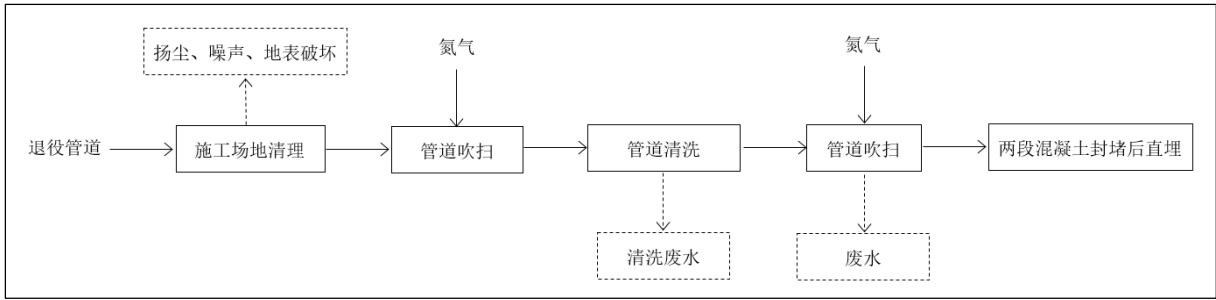 扬尘、噪声、地表破坏
氮气
氮气
退役管道
施工场地清理
管道吹扫
管道清洗
管道吹扫
两段混凝土封堵后直埋
清洗废水
废水